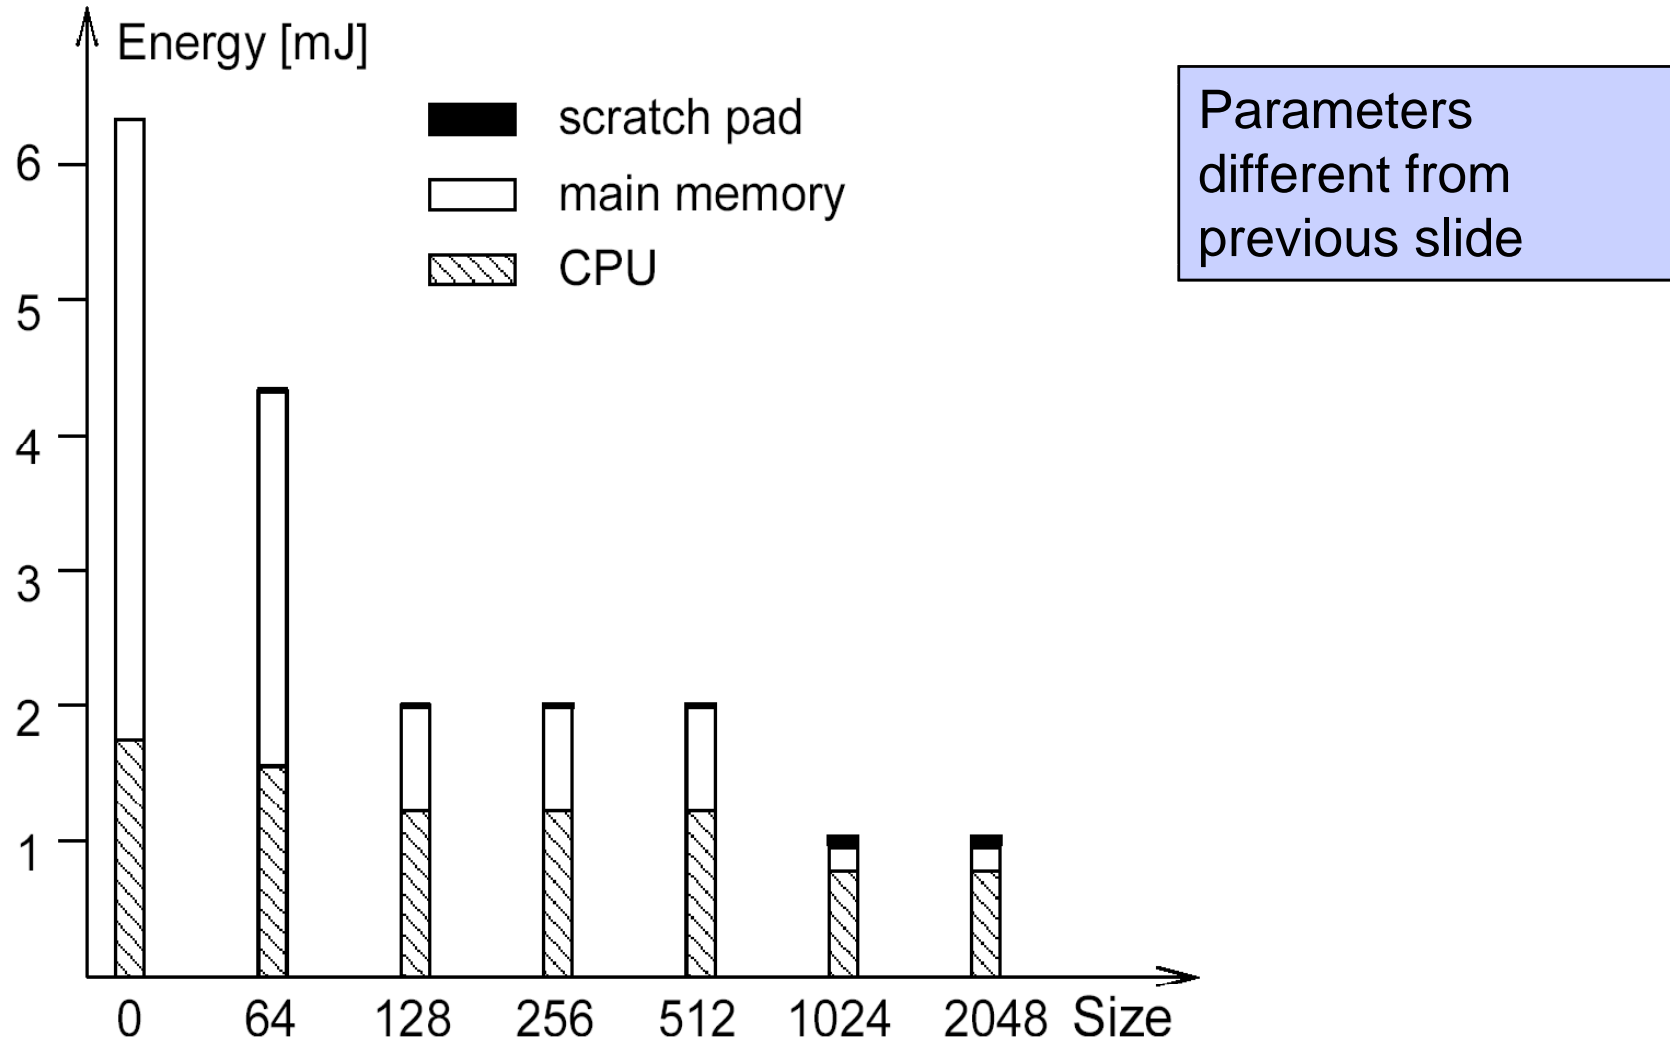 Energy [mJ]
scratch pad
main memory
CPU
Parameters
different from
previous slide
6
5
4
3
2
1
0 64 128 256 512 1024 2048 Size